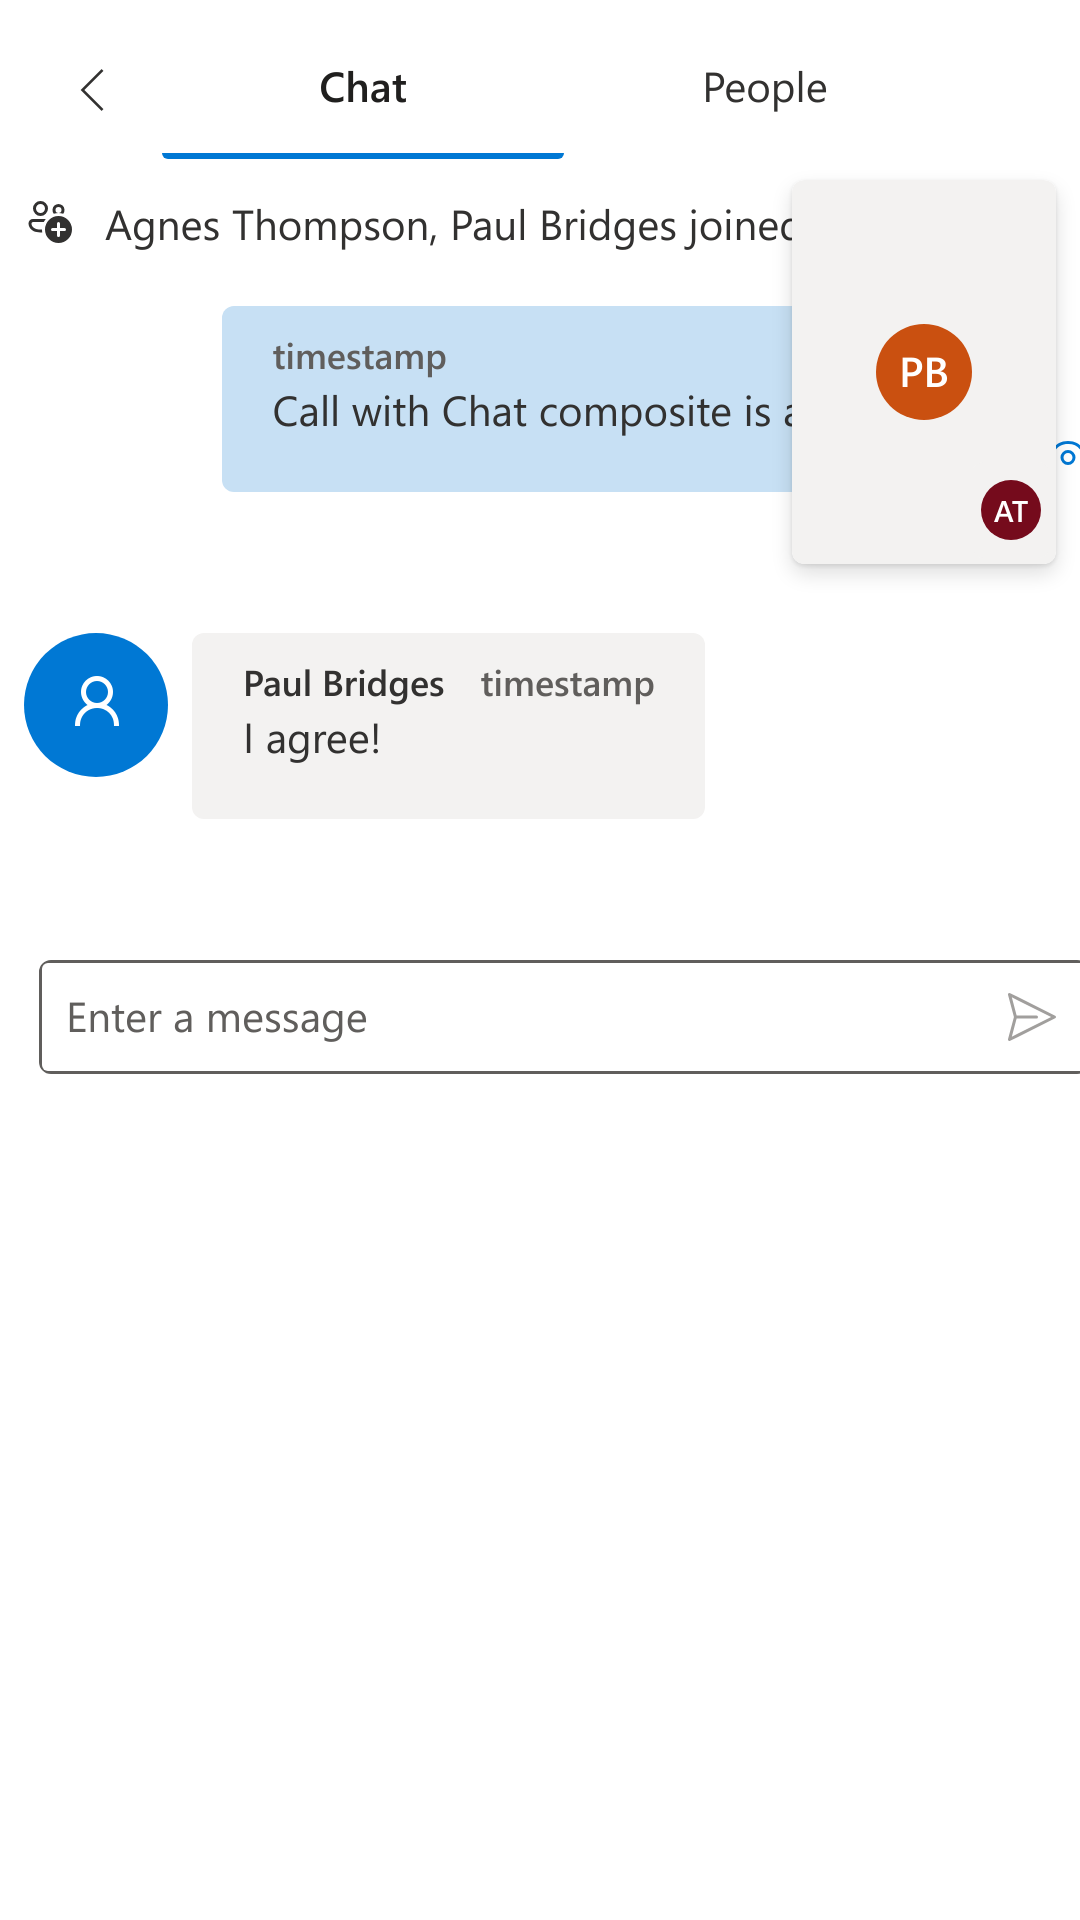 Chat
People
Agnes Thompson, Paul Bridges joined
timestamp
Call with Chat composite is
PB
AT
Paul Bridges timestamp
I agree!
Enter a message